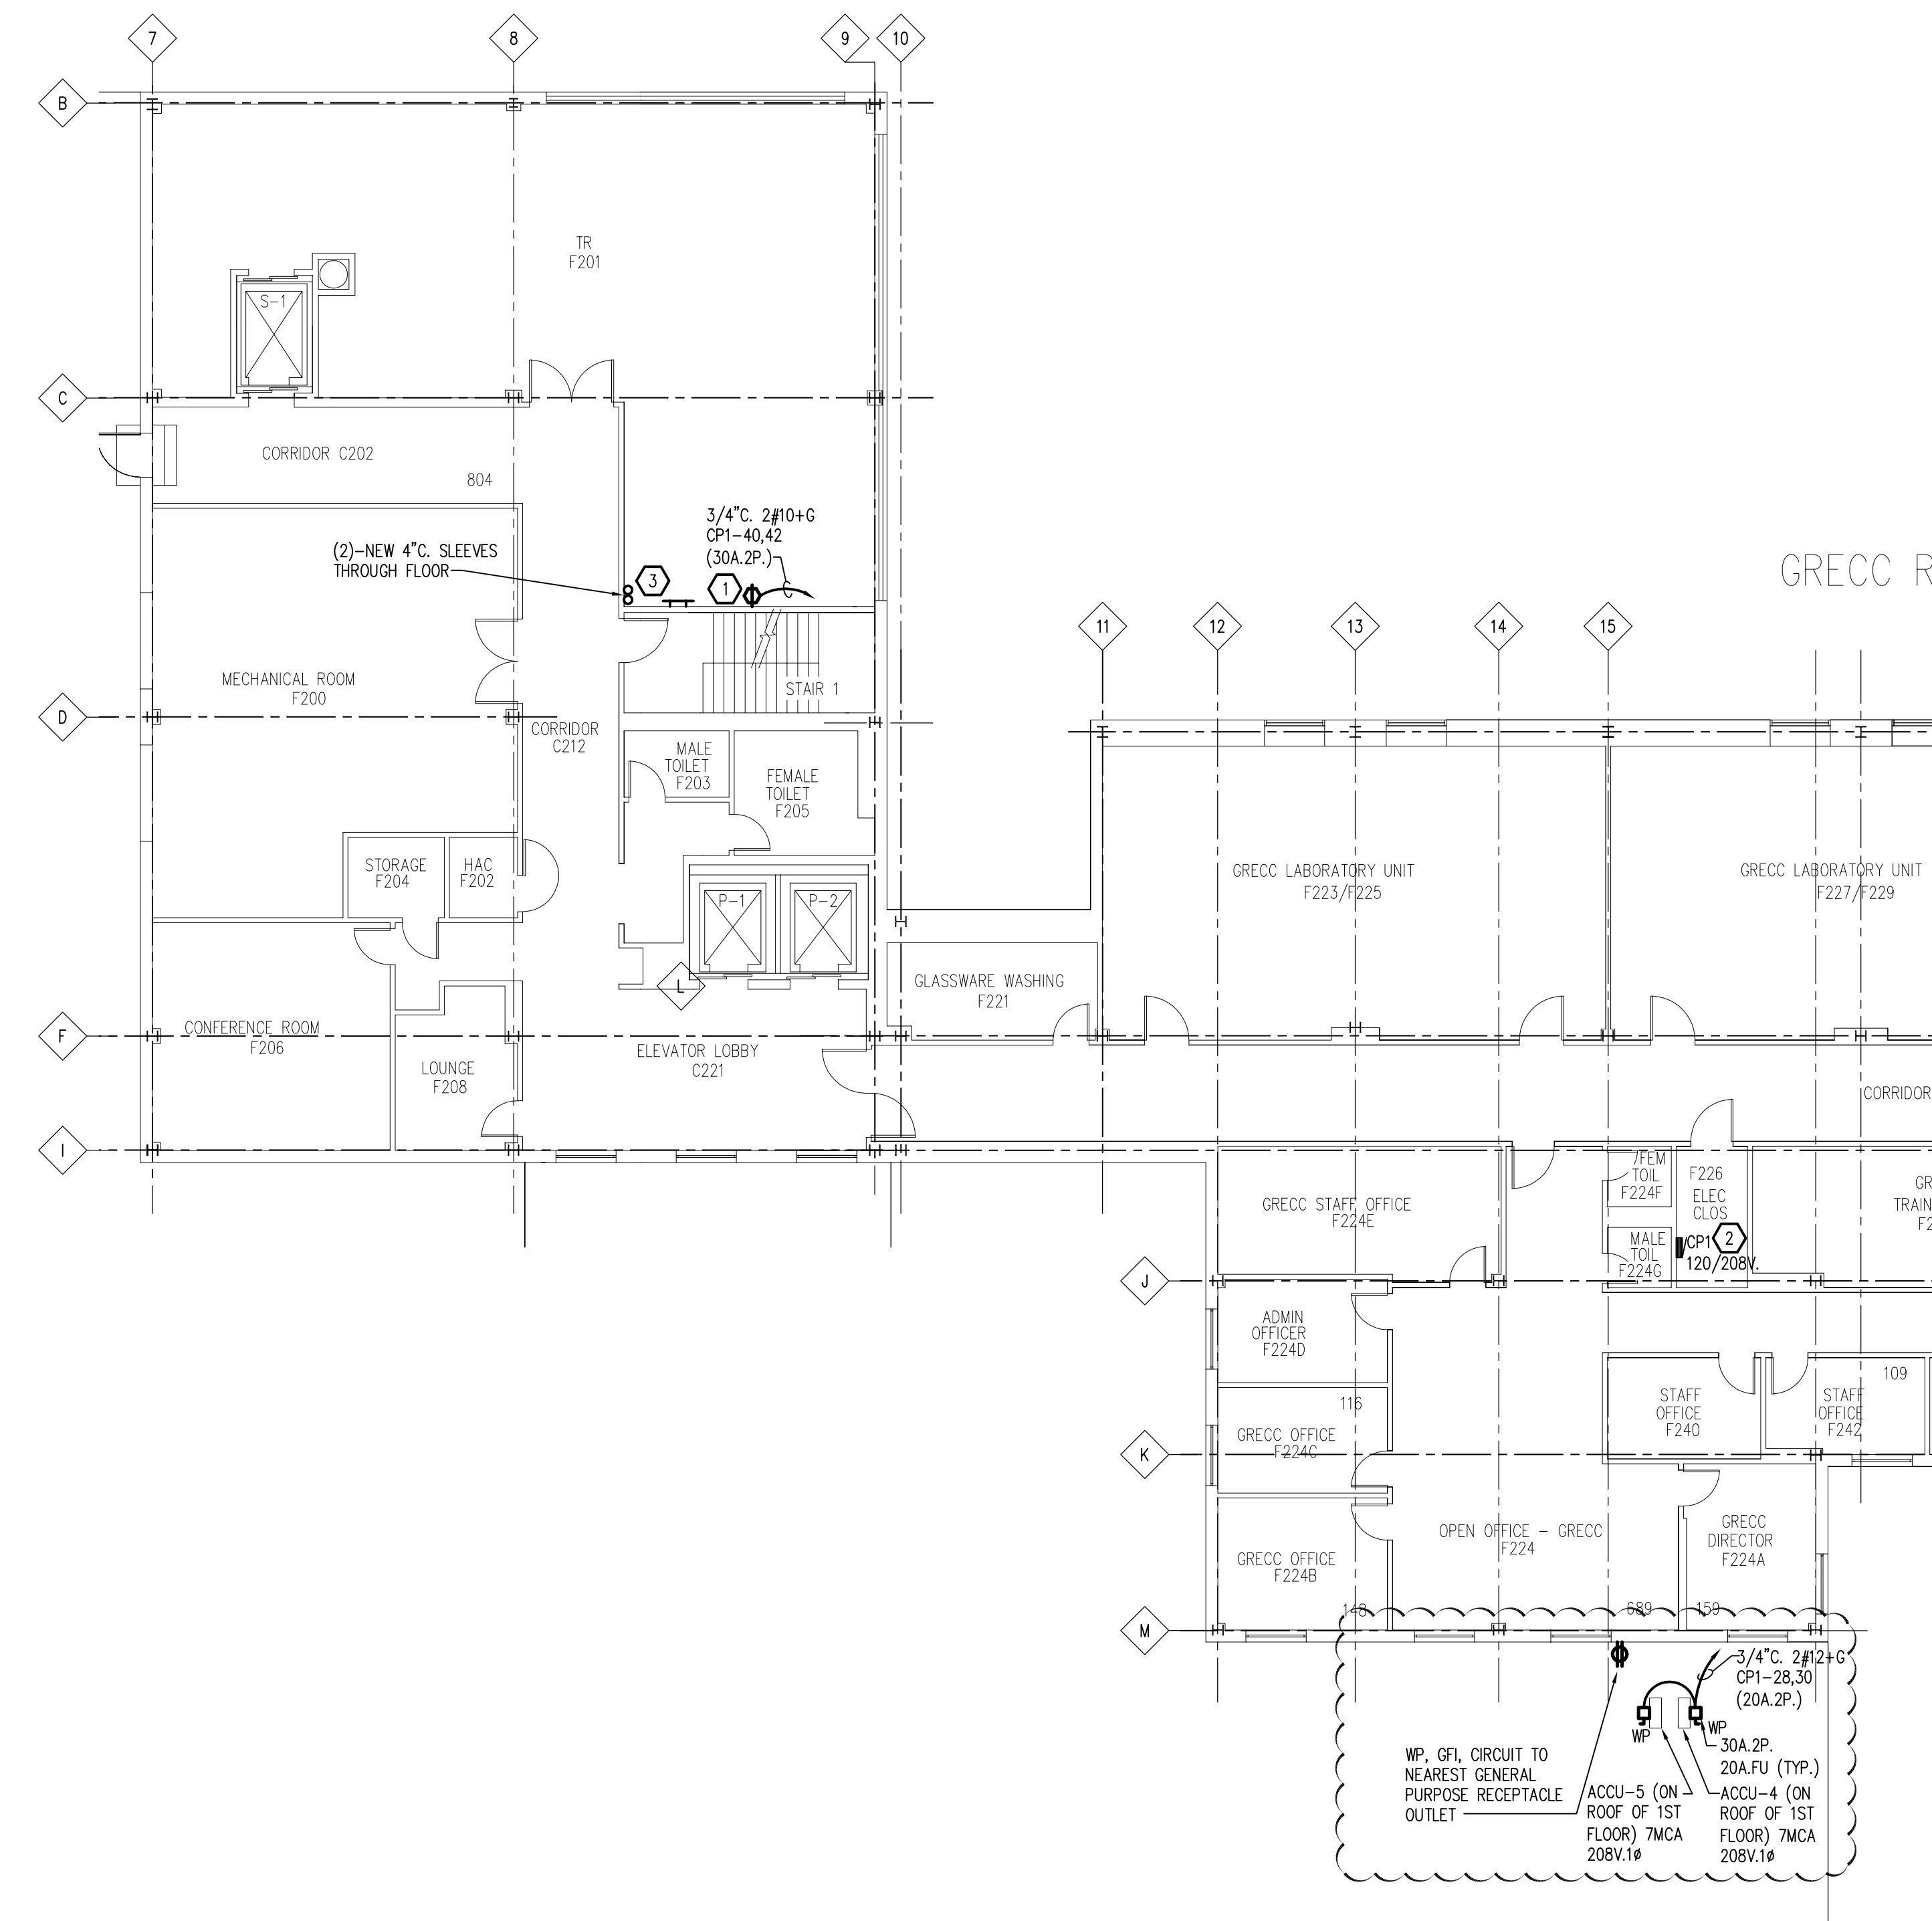 7
8
9
10
B
TR
F201
S-1
C
CORRIDOR C202
804
3/4"C. 2#10+G
CP1-40,42
(30A.2P.)
(2)-NEW 4"C. SLEEVES
THROUGH FLOOR
3
1
GRECC R
11
12
13
14
15
MECHANICAL ROOM
F200
STAIR 1
D
CORRIDOR
C212
MALE
TOILET
F203
FEMALE
TOILET
F205
STORAGE
F204
HAC
F202
GRECC LABORATORY UNIT
F223/F225
GRECC LABORATORY UNIT
F227/F229
P-1
P-2
L
GLASSWARE WASHING
F221
F
CONFERENCE ROOM
F206
LOUNGE
F208
ELEVATOR LOBBY
C221
CORRIDOR
I
GRECC STAFF OFFICE
F224E
/FEM
TOIL
F224F
F226
ELEC
CLOS
GR
TRAIN
F2
MALE
TOIL
F224G
CP1
2
120/208V.
J
ADMIN
OFFICER
F224D
116
GRECC OFFICE
F224C
STAFF
OFFICE
F240
STAFF
OFFICE
F242
109
K
OPEN OFFICE - GRECC
F224
GRECC
DIRECTOR
F224A
GRECC OFFICE
F224B
148
689
159
M
3/4"C. 2#12+G
CP1-28,30
(20A.2P.)
WP
WP
30A.2P.
20A.FU (TYP.)
WP, GFI, CIRCUIT TO
NEAREST GENERAL
PURPOSE RECEPTACLE
OUTLET
ACCU-5 (ON
ROOF OF 1ST
FLOOR) 7MCA
208V.1ø
ACCU-4 (ON
ROOF OF 1ST
FLOOR) 7MCA
208V.1ø